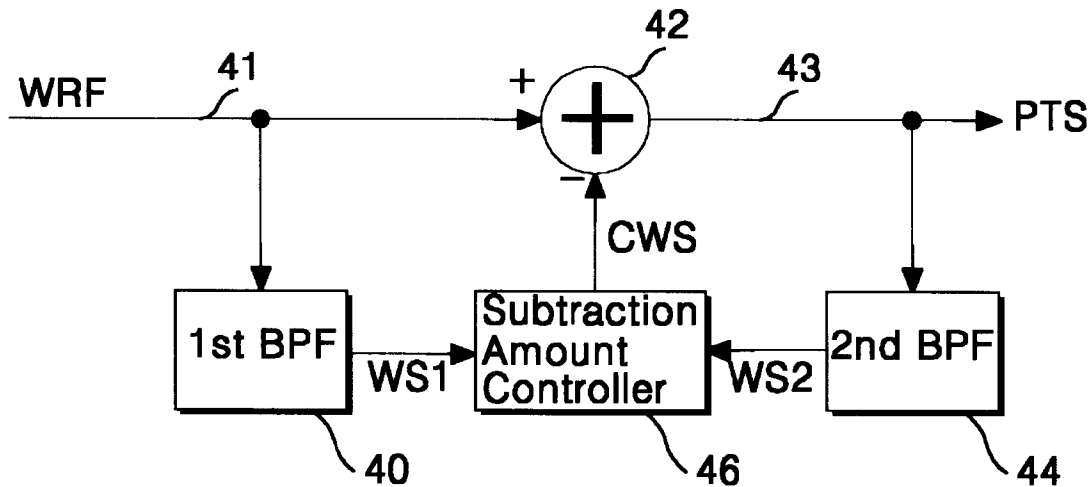 WRF
41
+
42
43
PTS
−
CWS
1st BPF
WS1
Subtraction
Amount
Controller
WS2
2nd BPF
40
46
44